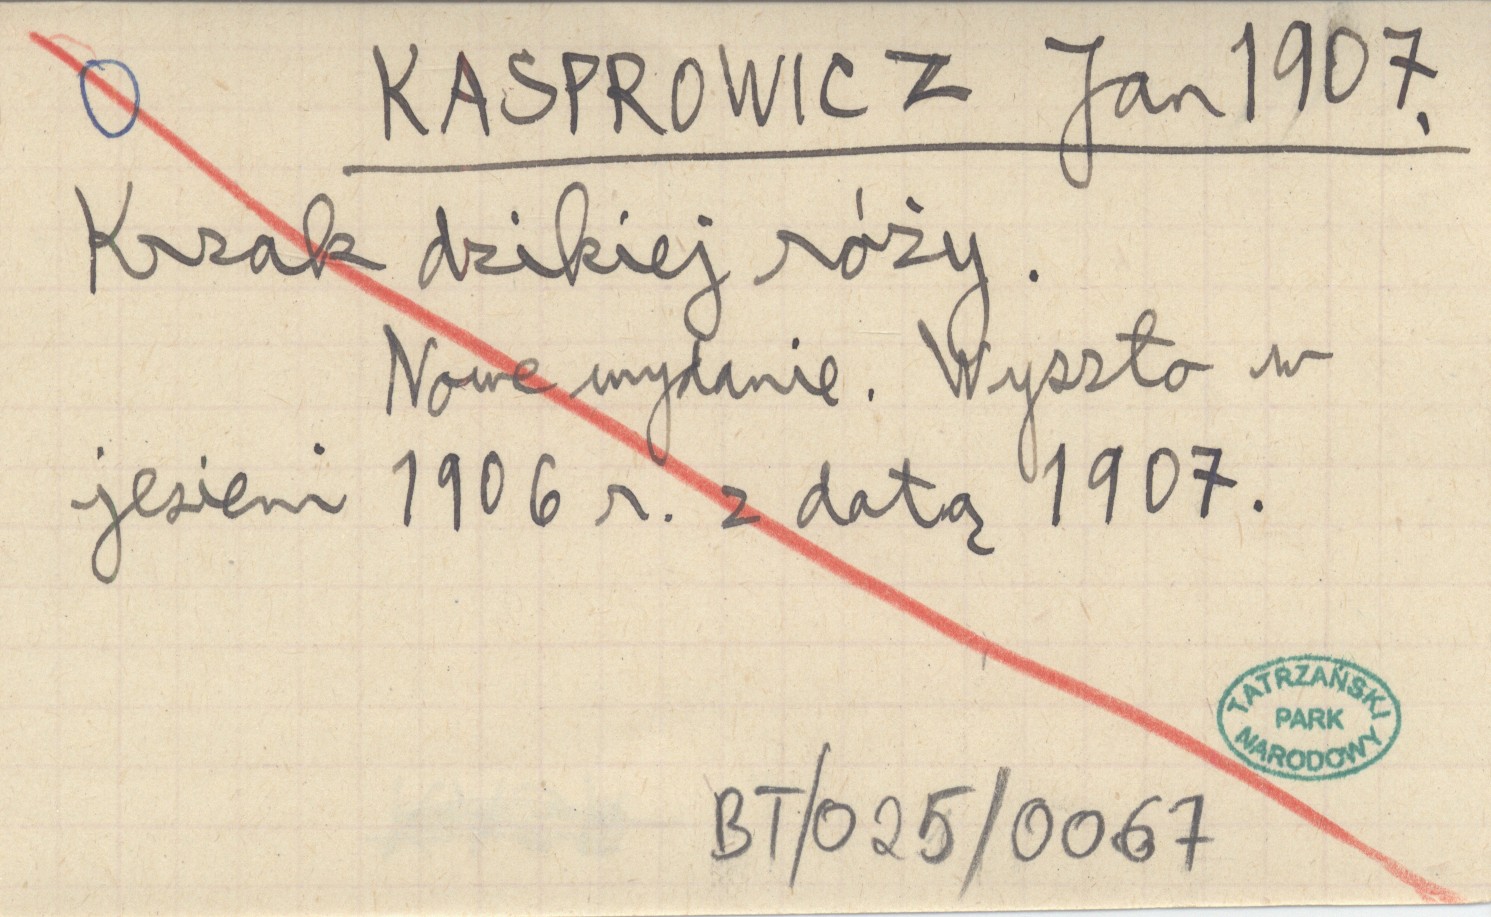 KASPROWICZ Jan 1907.
Krzak dzikiej róży.
Nowe wydanie. Wyszło w
jesieni 1906 r. z datą 1907.
TATRZAŃSKI
PARK
NARODOWY
BT/025/0067